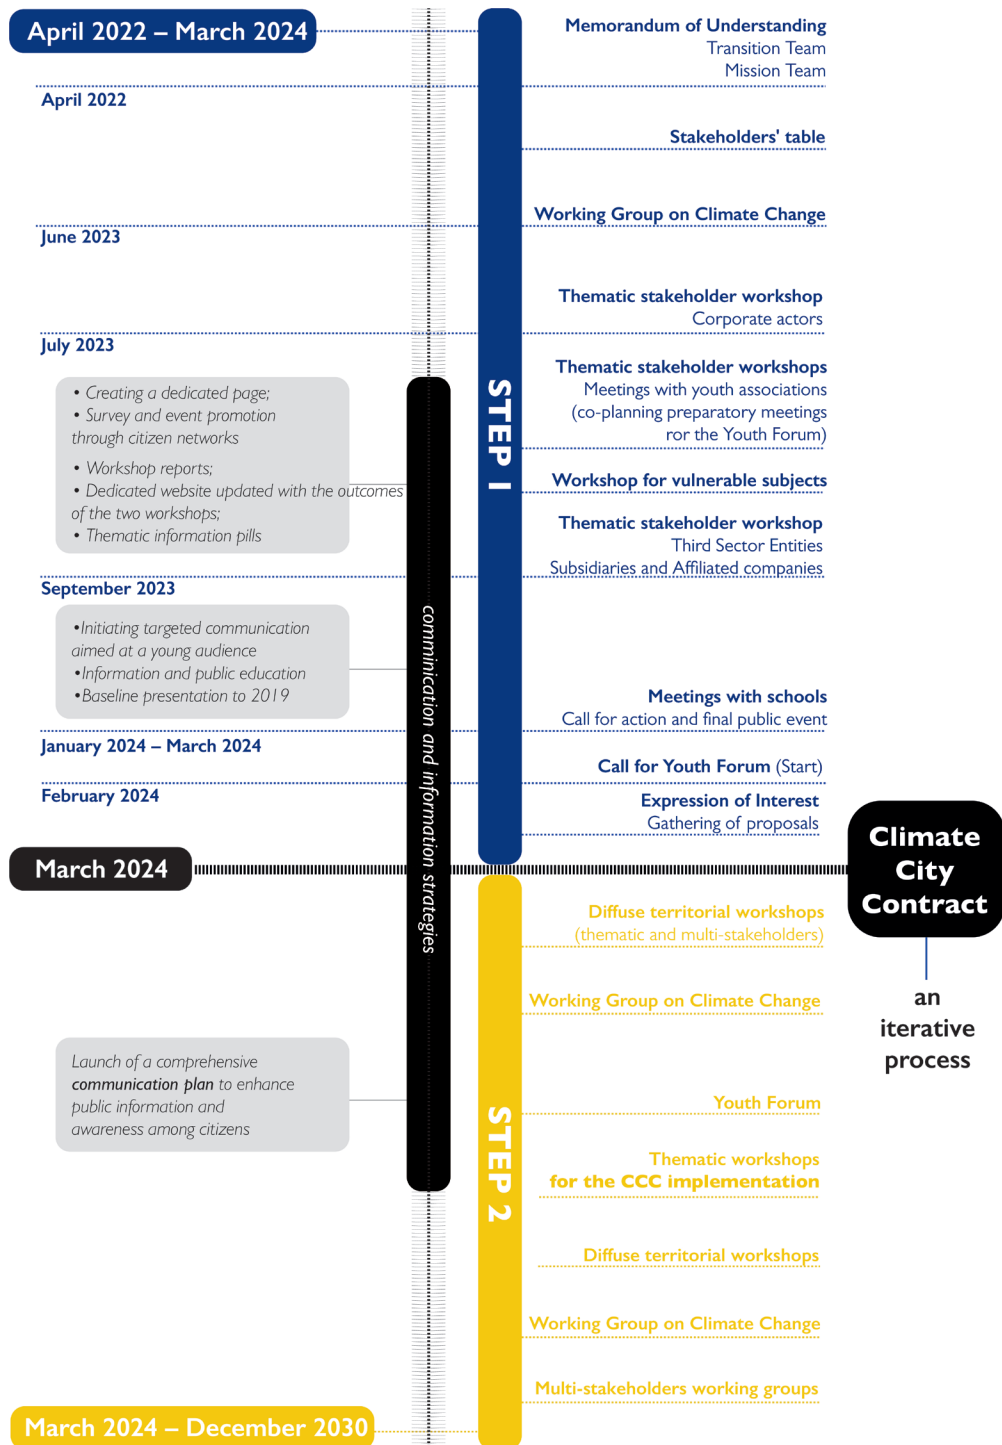 April 2022 – March 2024
Memorandum of Understanding
Transition Team
Mission Team
April 2022
Stakeholders' table
Working Group on Climate Change
June 2023
Thematic stakeholder workshop
Corporate actors
July 2023
Thematic stakeholder workshops
Meetings with youth associations
(co-planning preparatory meetings
ror the Youth Forum)
• Creating a dedicated page;
• Survey and event promotion
through citizen networks
• Workshop reports;
• Dedicated website updated with the outcomes
of the two workshops;
• Thematic information pills
STEP 1
Workshop for vulnerable subjects
Thematic stakeholder workshop
Third Sector Entities
Subsidiaries and Affiliated companies
September 2023
•Initiating targeted communication
aimed at a young audience
•Information and public education
•Baseline presentation to 2019
comminication and information strategies
Meetings with schools
Call for action and final public event
January 2024 – March 2024
Call for Youth Forum (Start)
February 2024
Expression of Interest
Gathering of proposals
March 2024
Climate
City
Contract
an
iterative
process
Diffuse territorial workshops
(thematic and multi-stakeholders)
Working Group on Climate Change
Launch of a comprehensive
communication plan to enhance
public information and
awareness among citizens
STEP 2
Youth Forum
Thematic workshops
for the CCC implementation
Diffuse territorial workshops
Working Group on Climate Change
Multi-stakeholders working groups
March 2024 – December 2030